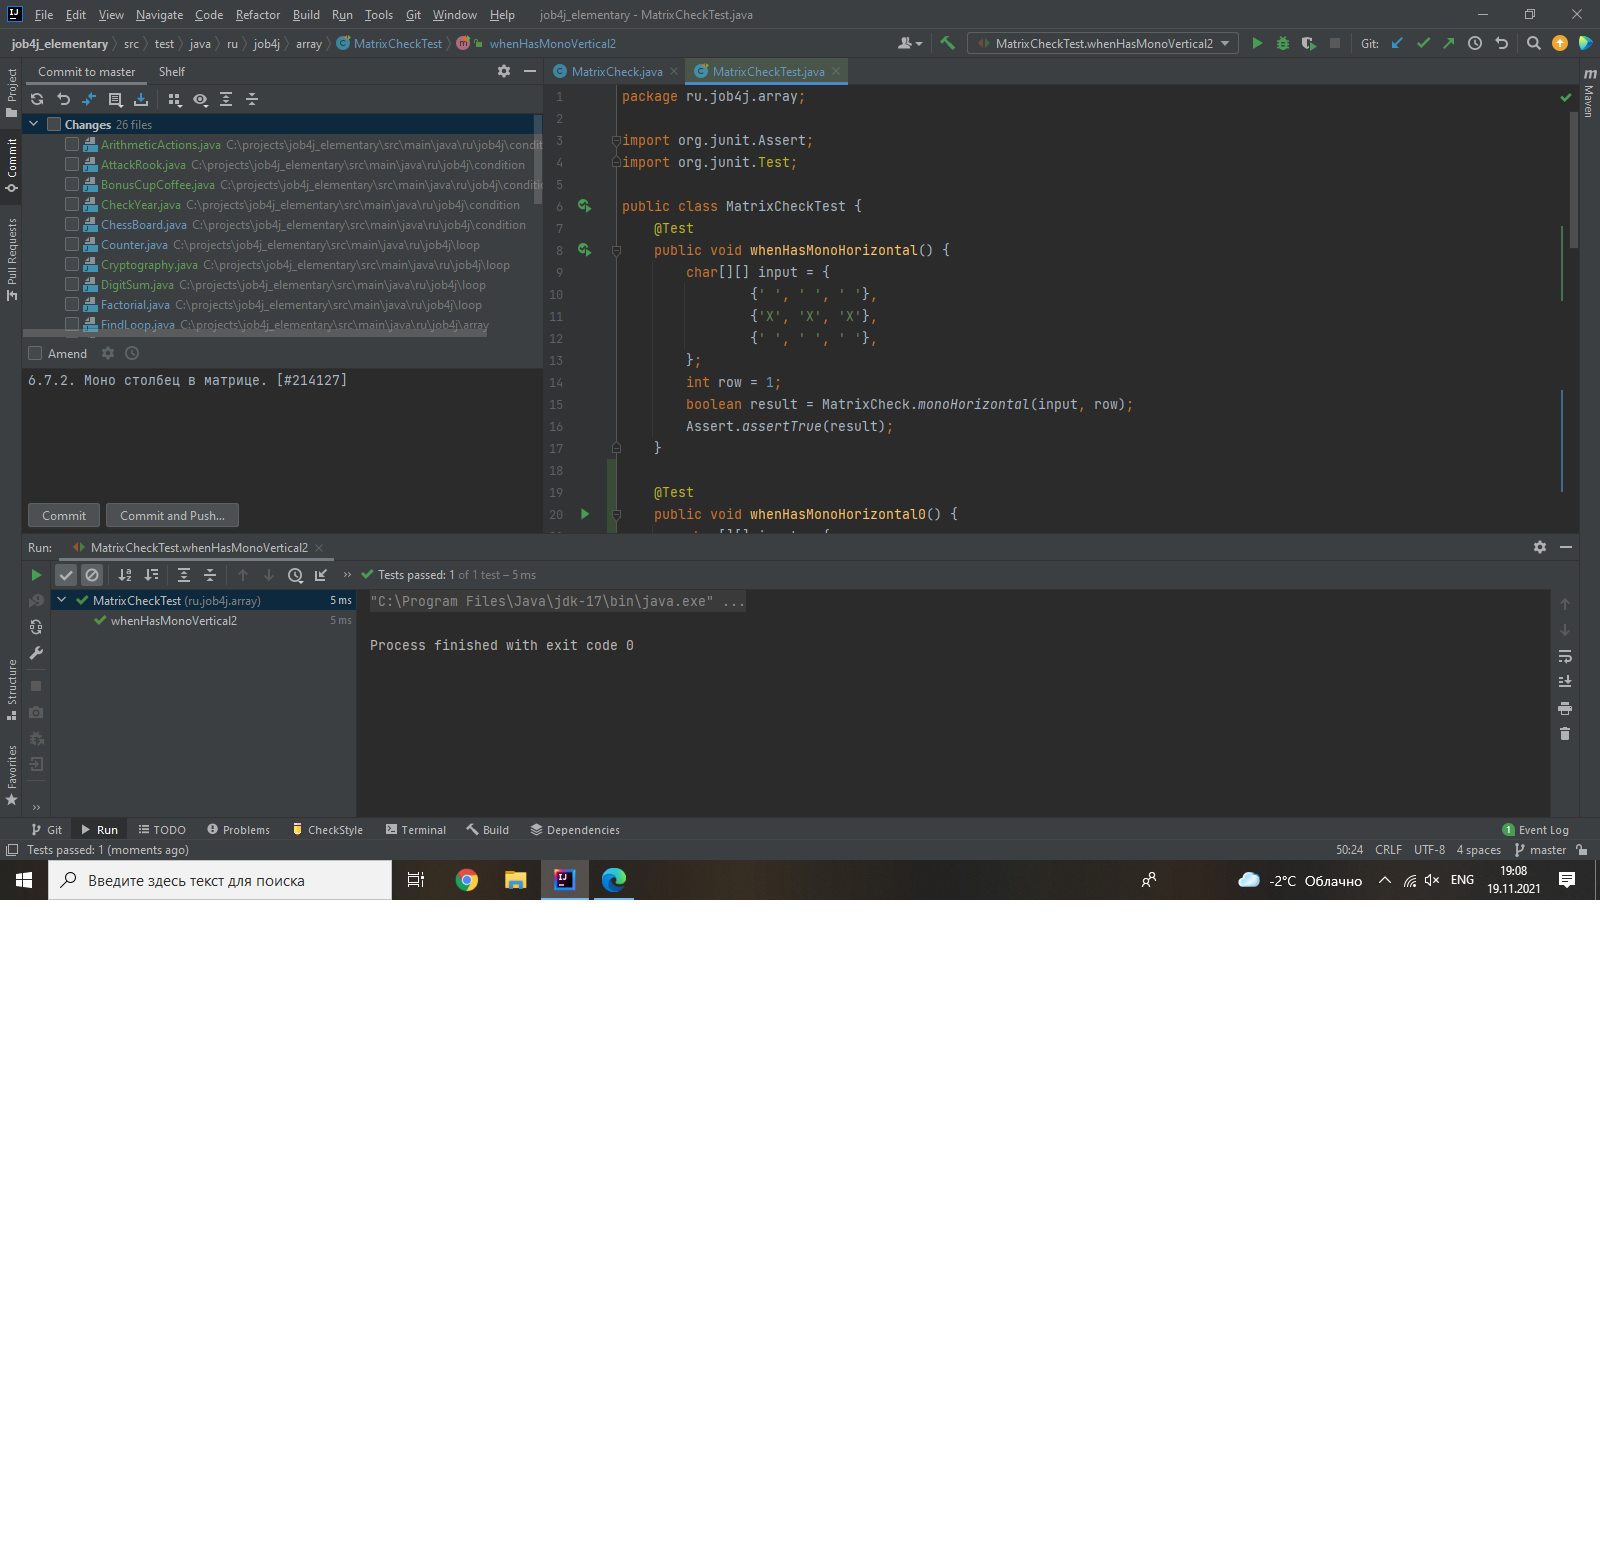 File Edit View Navigate Code Refactor Build Run Tools Git Window Help job4j_elementary - MatrixCheckTest.java
job4j_elementary src test java ru job4j array MatrixCheckTest whenHasMonoVertical2 MatrixCheckTest.whenHasMonoVertical2 Git:
Commit to master Shelf
MatrixCheck.java MatrixCheckTest.java
Project
Commit
Pull Requests
Structure
Favorites
Maven
Changes 26 files
ArithmeticActions.java C:\projects\job4j_elementary\src\main\java\ru\job4j\condit
AttackRook.java C:\projects\job4j_elementary\src\main\java\ru\job4j\condition
BonusCupCoffee.java C:\projects\job4j_elementary\src\main\java\ru\job4j\conditi
CheckYear.java C:\projects\job4j_elementary\src\main\java\ru\job4j\condition
ChessBoard.java C:\projects\job4j_elementary\src\main\java\ru\job4j\condition
Counter.java C:\projects\job4j_elementary\src\main\java\ru\job4j\loop
Cryptography.java C:\projects\job4j_elementary\src\main\java\ru\job4j\loop
DigitSum.java C:\projects\job4j_elementary\src\main\java\ru\job4j\loop
Factorial.java C:\projects\job4j_elementary\src\main\java\ru\job4j\loop
FindLoop.java C:\projects\job4j_elementary\src\main\java\ru\job4j\array
Amend
6.7.2. Моно столбец в матрице. [#214127]
Commit Commit and Push...
1 package ru.job4j.array;
2
3 import org.junit.Assert;
4 import org.junit.Test;
5
6 public class MatrixCheckTest {
7 @Test
8 public void whenHasMonoHorizontal() {
9 char[][] input = {
10 {' ', ' ', ' '},
11 {'X', 'X', 'X'},
12 {' ', ' ', ' '},
13 };
14 int row = 1;
15 boolean result = MatrixCheck.monoHorizontal(input, row);
16 Assert.assertTrue(result);
17 }
18
19 @Test
20 public void whenHasMonoHorizontal0() {
Run: MatrixCheckTest.whenHasMonoVertical2
Tests passed: 1 of 1 test – 5 ms
MatrixCheckTest (ru.job4j.array) 5 ms
whenHasMonoVertical2 5 ms
"C:\Program Files\Java\jdk-17\bin\java.exe" ...
Process finished with exit code 0
Git Run TODO Problems CheckStyle Terminal Build Dependencies 1 Event Log
Tests passed: 1 (moments ago) 50:24 CRLF UTF-8 4 spaces master
Введите здесь текст для поиска -2°C Облачно ENG 19:08
19.11.2021